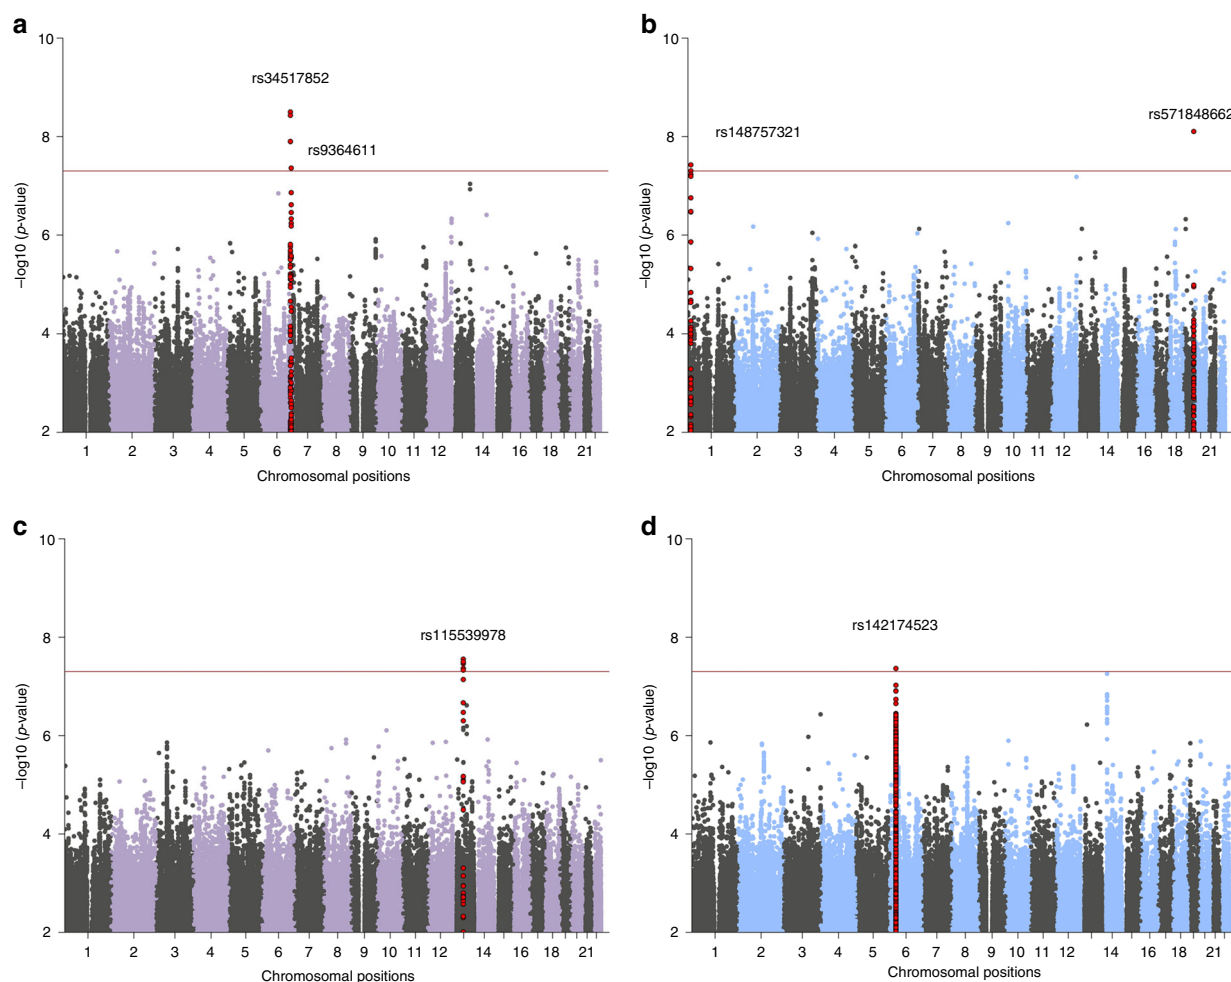 a
10
8
6
4
2
–log10 (p-value)
rs34517852
rs9364611
1 2 3 4 5 6 7 8 9 10 11 12 14 16 18 21
Chromosomal positions
b
10
8
6
4
2
–log10 (p-value)
rs148757321
rs571848662
1 2 3 4 5 6 7 8 9 10 11 12 14 16 18 21
Chromosomal positions
c
10
8
6
4
2
–log10 (p-value)
rs115539978
1 2 3 4 5 6 7 8 9 10 11 12 14 16 18 21
Chromosomal positions
d
10
8
6
4
2
–log10 (p-value)
rs142174523
1 2 3 4 5 6 7 8 9 10 11 12 14 16 18 21
Chromosomal positions